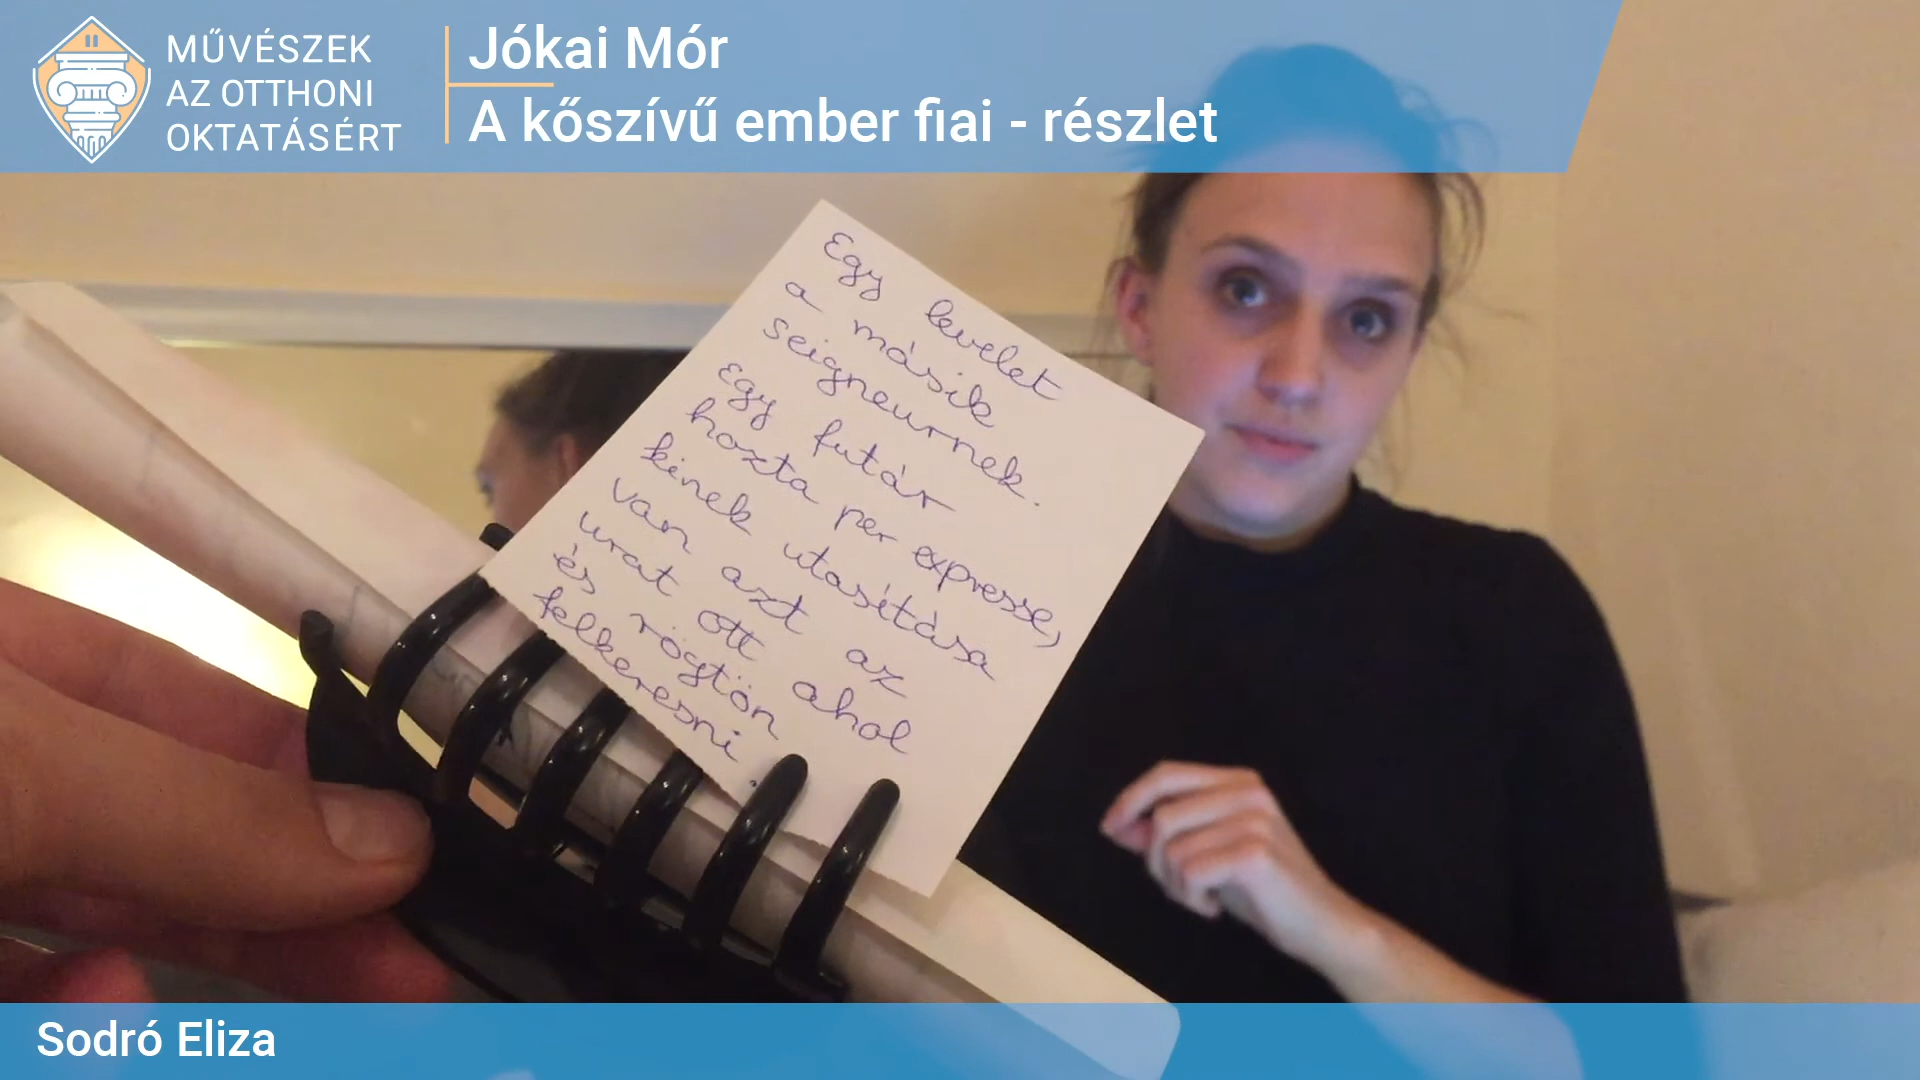 MŰVÉSZEK
AZ OTTHONI
OKTATÁSÉRT
Jókai Mór
A kőszívű ember fiai - részlet
Egy levelet
a másik
seigneurnek.
Egy futár
hozta per expresse,
kinek utasítása
van azt az
urat ott ahol
és rögtön
felkeresni.
Sodró Eliza